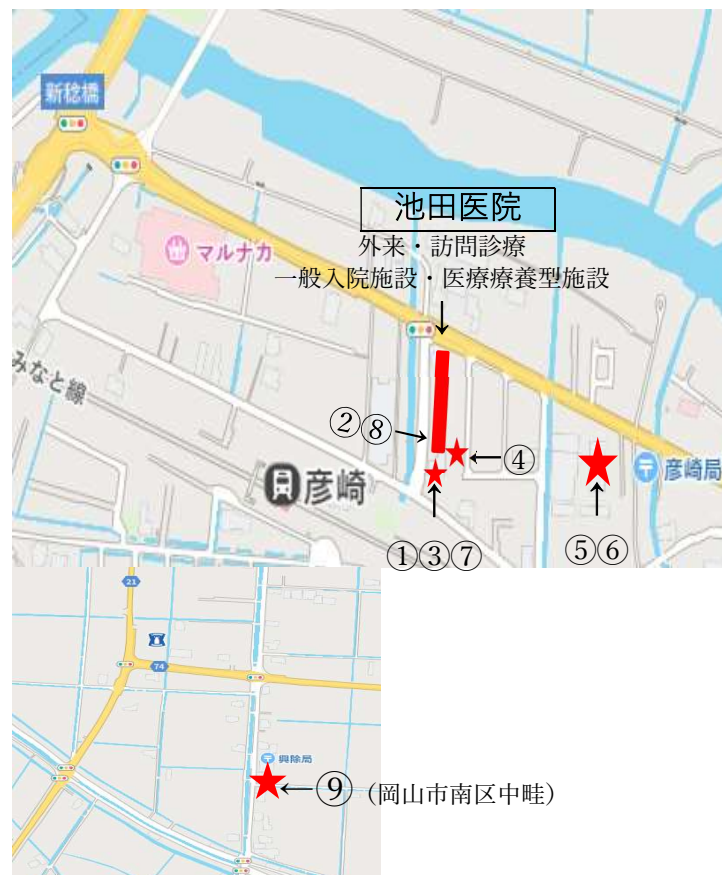 新稔橋
池田医院
外来・訪問診療
マルナカ
一般入院施設・医療療養型施設
みなと線
②⑧
④
彦崎
彦崎局
①③⑦
⑤⑥
21
74
興除局
⑨（岡山市南区中畦）